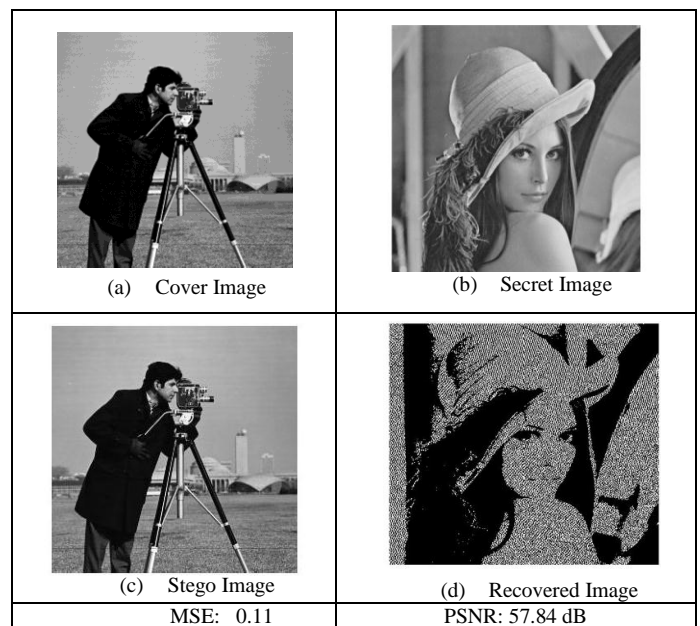 (a) Cover Image
(b) Secret Image
(c) Stego Image
(d) Recovered Image
MSE: 0.11
PSNR: 57.84 dB